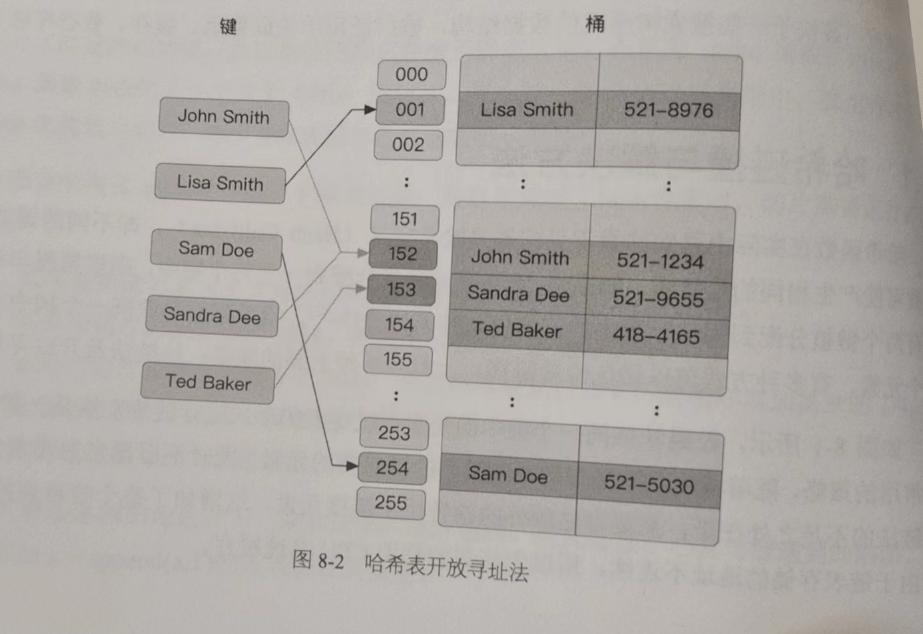 键 桶
000
John Smith 001 Lisa Smith 521–8976
002
Lisa Smith
:
:
:
151
Sam Doe 152 John Smith 521–1234
153 Sandra Dee 521–9655
Sandra Dee 154 Ted Baker 418–4165
155
Ted Baker
:
:
:
253
254 Sam Doe 521–5030
255
图 8-2 哈希表开放寻址法